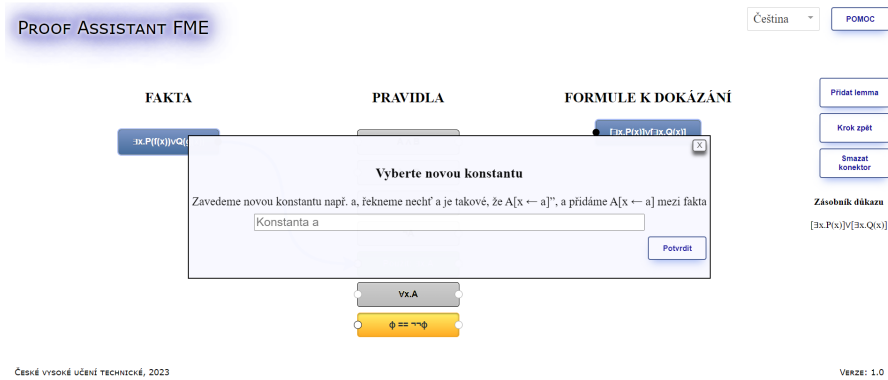 Proof Assistant FME
Čeština
POMOC
FAKTA
PRAVIDLA
FORMULE K DOKÁZÁNÍ
Přidat lemma
Krok zpět
Smazat
konektor
Zásobník důkazu
[∃x.P(x)]∨[∃x.Q(x)]
∃x.P(f(x))∨Q(
[∃x.P(x)]∨[∃x.Q(x)]
X
Vyberte novou konstantu
Zavedeme novou konstantu např. a, řekneme nechť a je takové, že A[x ← a]”, a přidáme A[x ← a] mezi fakta
Konstanta a
Potvrdit
∀x.A
ϕ == ¬¬ϕ
České vysoké učení technické, 2023
Verze: 1.0